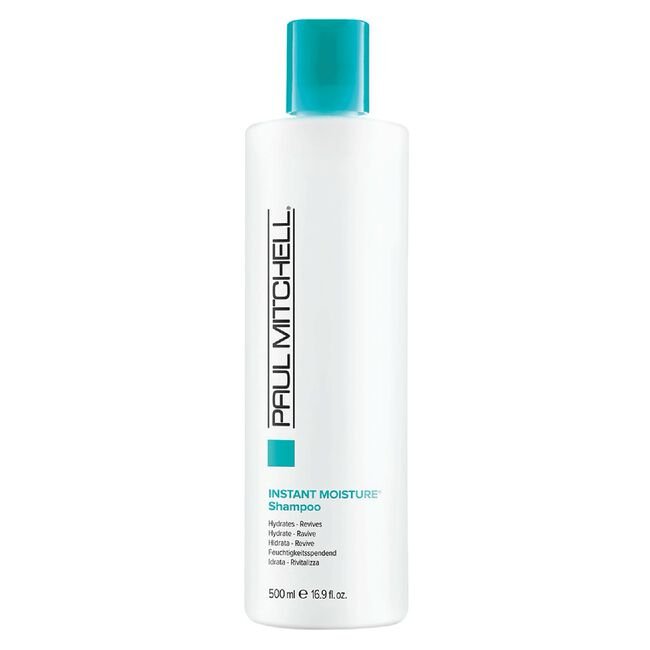 PAUL MITCHELL®
INSTANT MOISTURE®
Shampoo
Hydrates - Revives
Hydrate - Ravive
Hidrata - Revive
Feuchtigkeitsspendend
Idrata - Rivitalizza
500 ml ℮ 16.9 fl. oz.